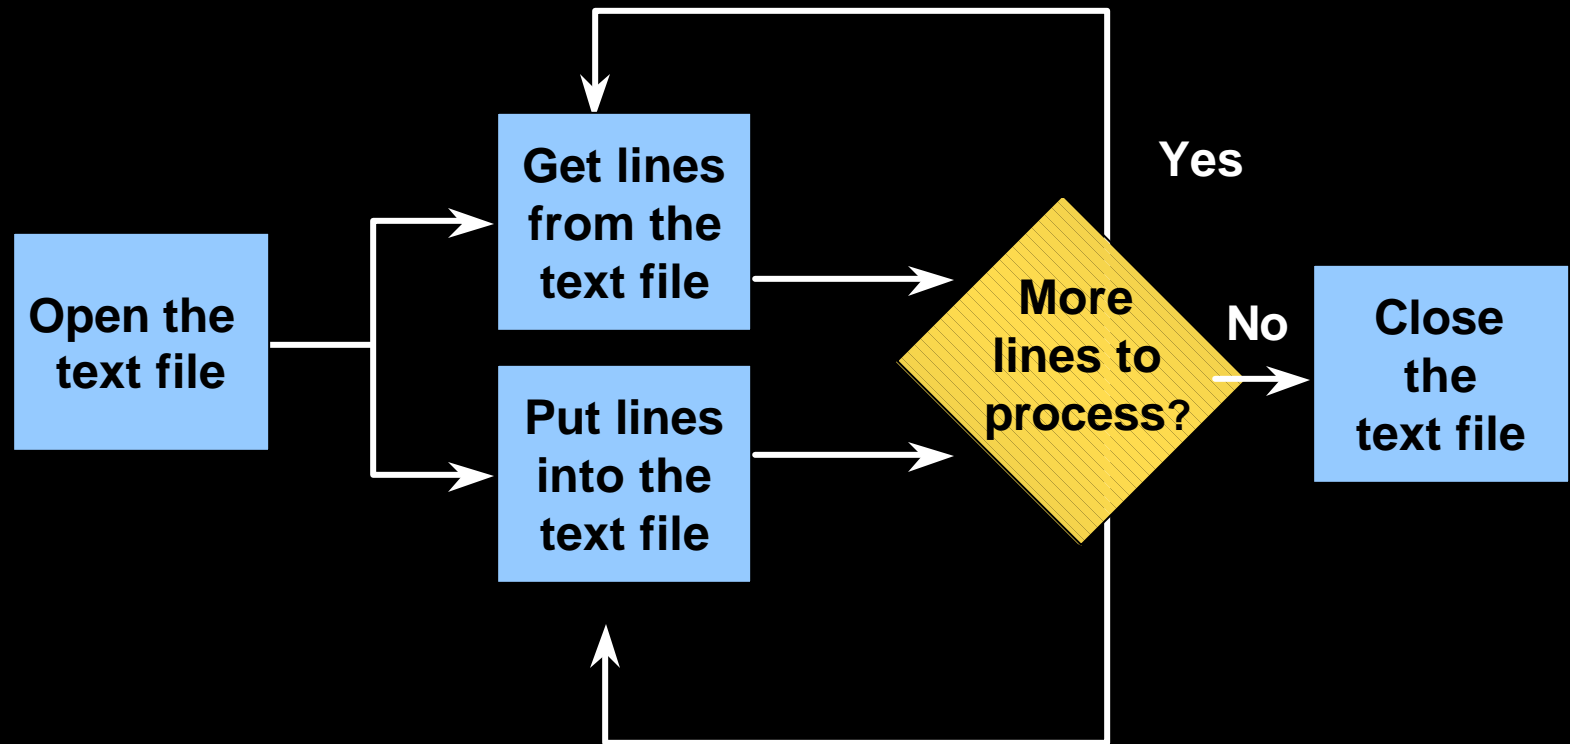 Open the
text file
Get lines
from the
text file
Put lines
into the
text file
More
lines to
process?
Yes
No
Close
the
text file